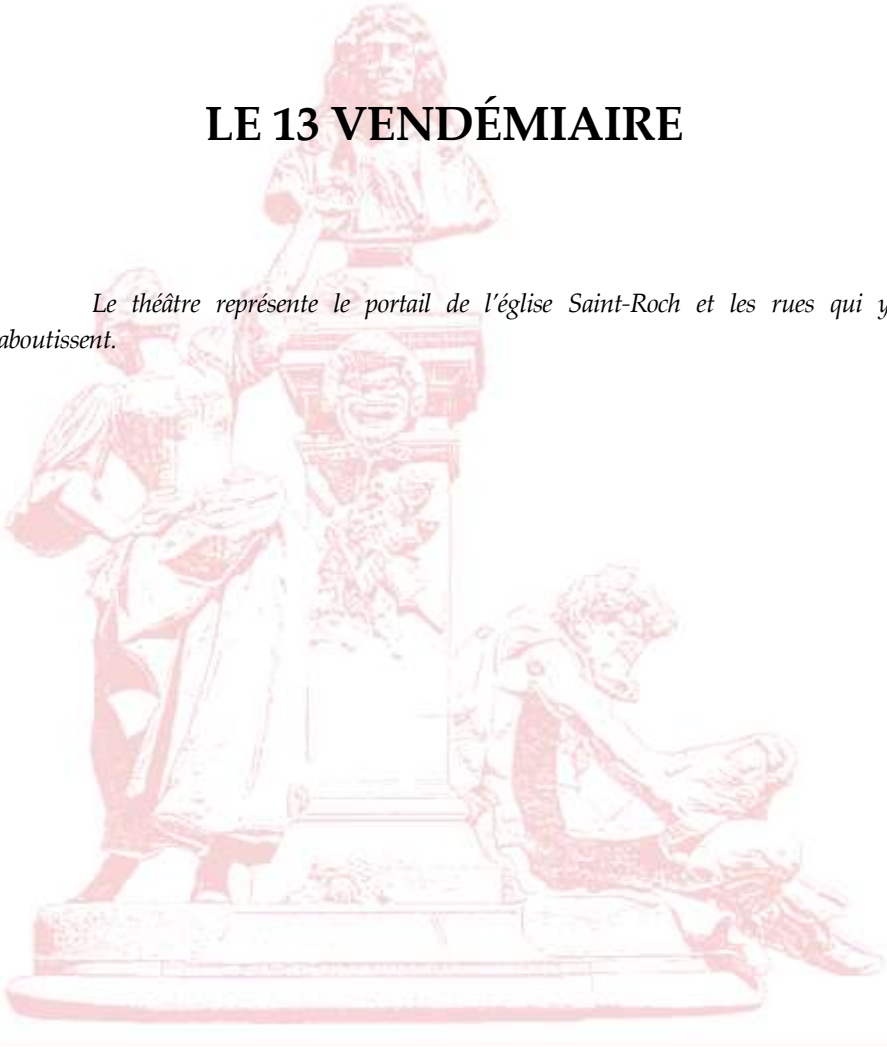 LE 13 VENDÉMIAIRE
Le théâtre représente le portail de l’église Saint-Roch et les rues qui y
aboutissent.